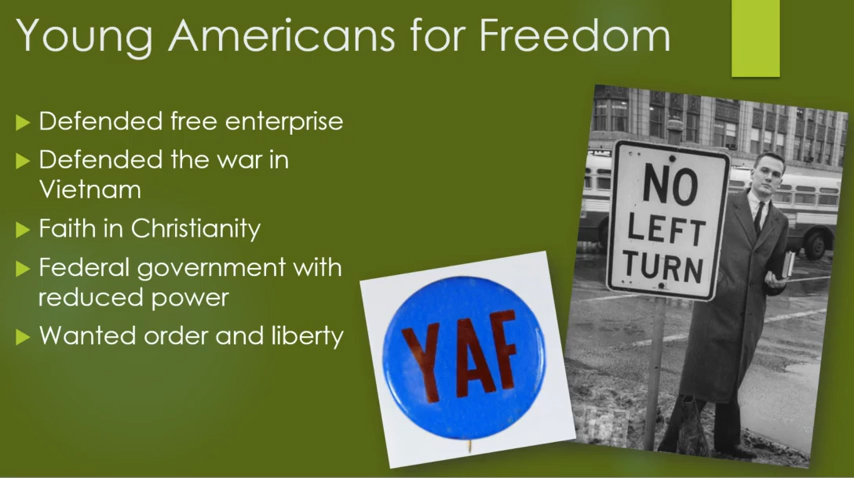 Young Americans for Freedom
Defended free enterprise
Defended the war in
Vietnam
Faith in Christianity
Federal government with
reduced power
Wanted order and liberty
YAF
NO
LEFT
TURN